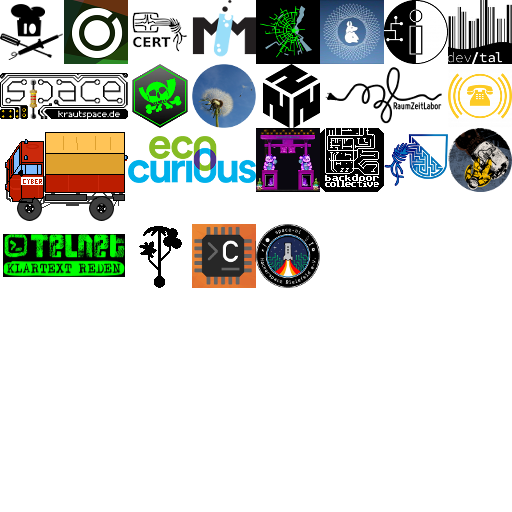 CERT
dev/tal
space
krautspace.de
RaumZeitLabor
CYBER
eco
curious
backdoor
collective
TELNET
KLARTEXT REDEN
C
space-bi